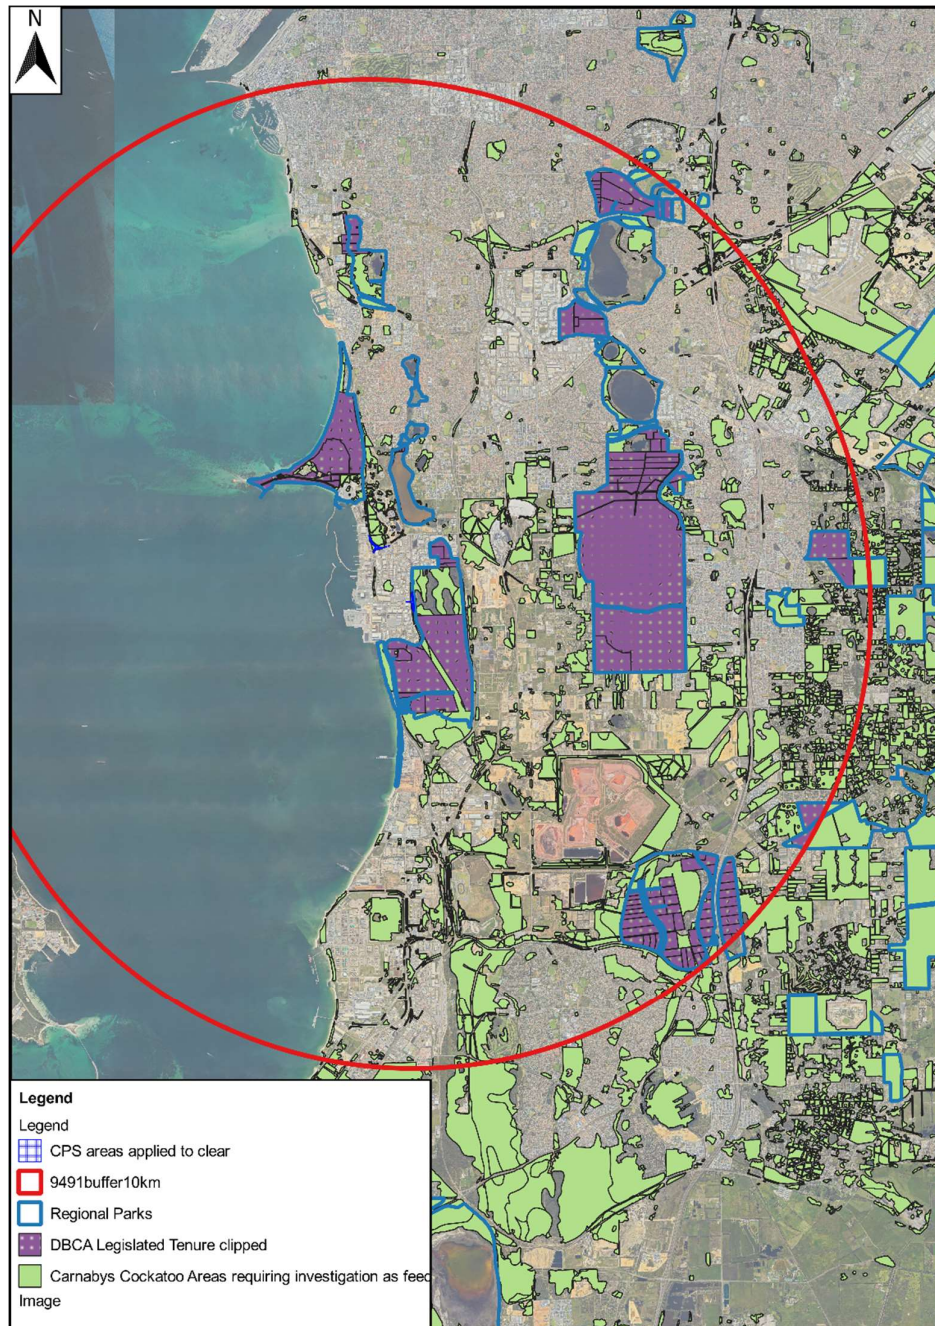 N
Legend
Legend
CPS areas applied to clear
9491buffer10km
Regional Parks
DBCA Legislated Tenure clipped
Carnabys Cockatoo Areas requiring investigation as feed
Image